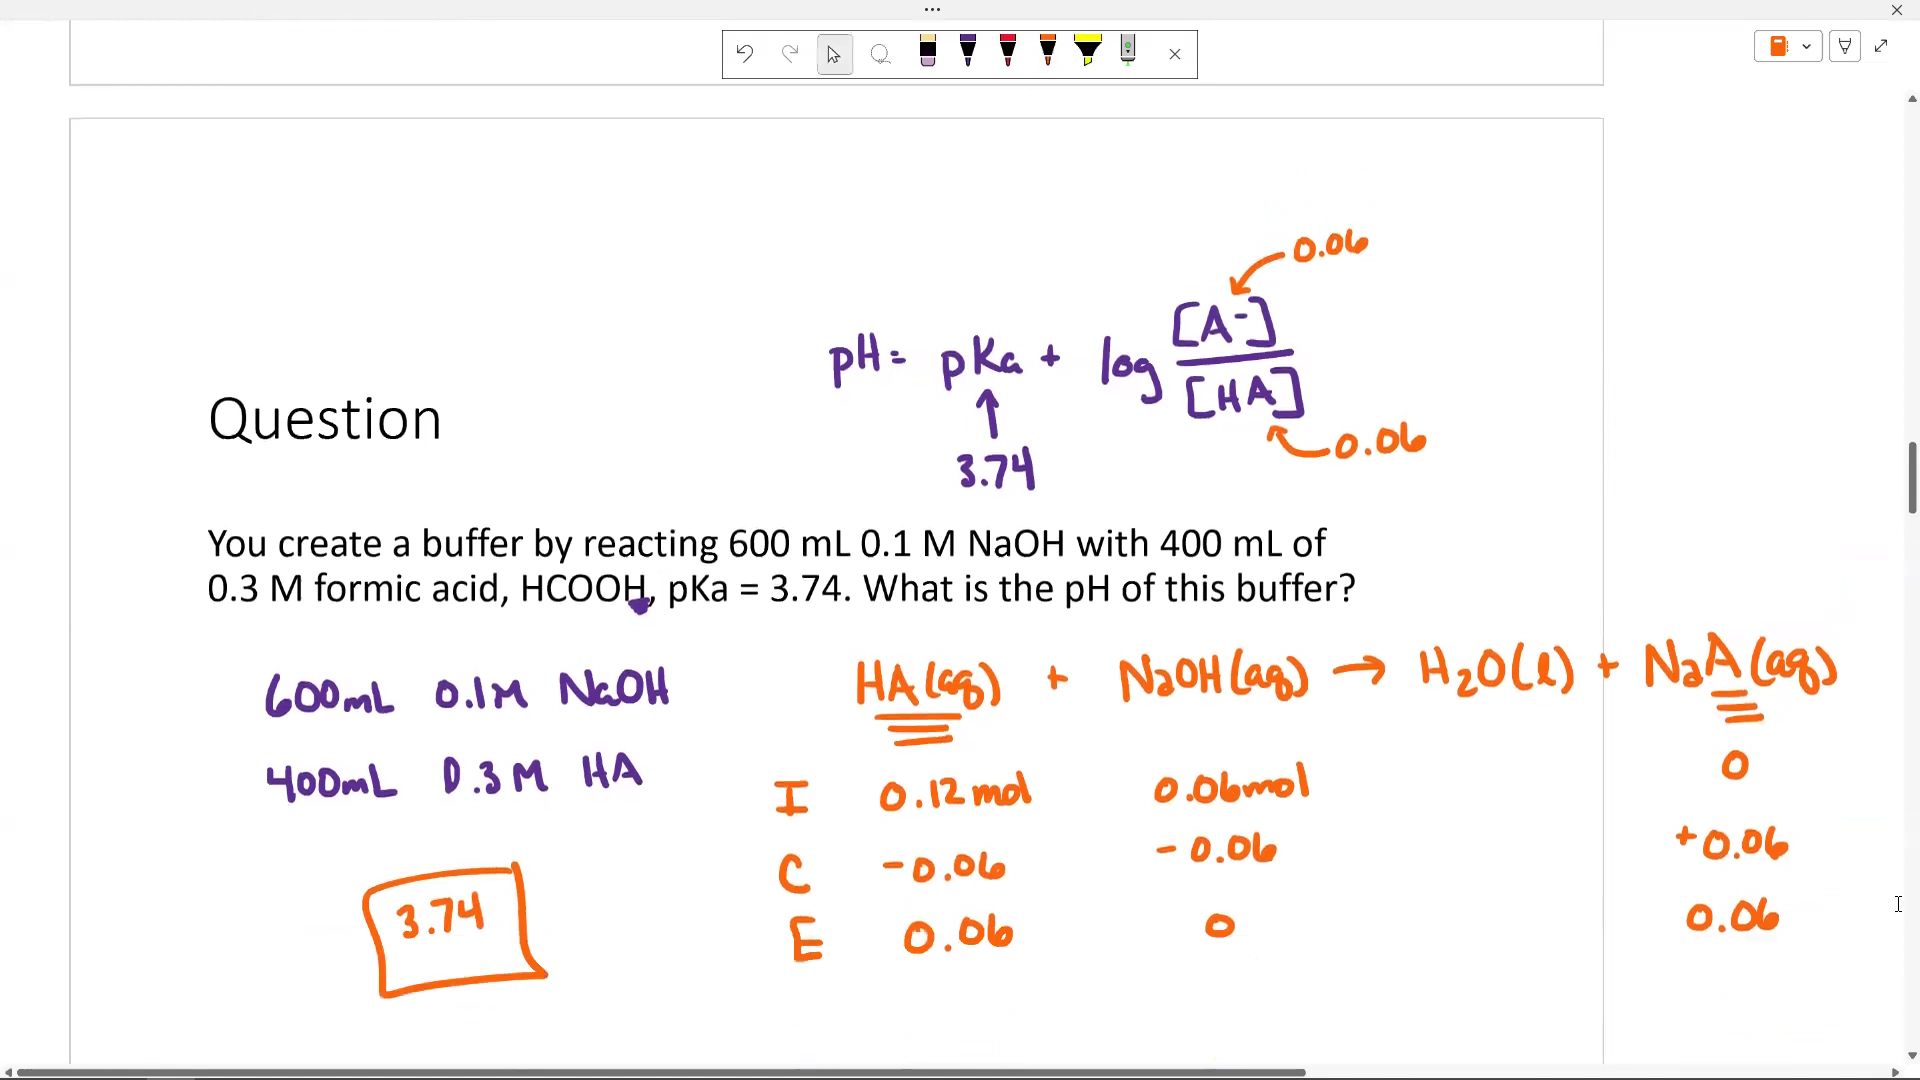 0.06
pH = pKa + log [A-] / [HA]
0.06
3.74
Question
You create a buffer by reacting 600 mL 0.1 M NaOH with 400 mL of
0.3 M formic acid, HCOOH, pKa = 3.74. What is the pH of this buffer?
600mL 0.1M NaOH
400mL 0.3M HA
HA(aq) + NaOH(aq) → H2O(l) + NaA(aq)
I 0.12mol 0.06mol 0
C -0.06 -0.06 +0.06
E 0.06 0 0.06
3.74